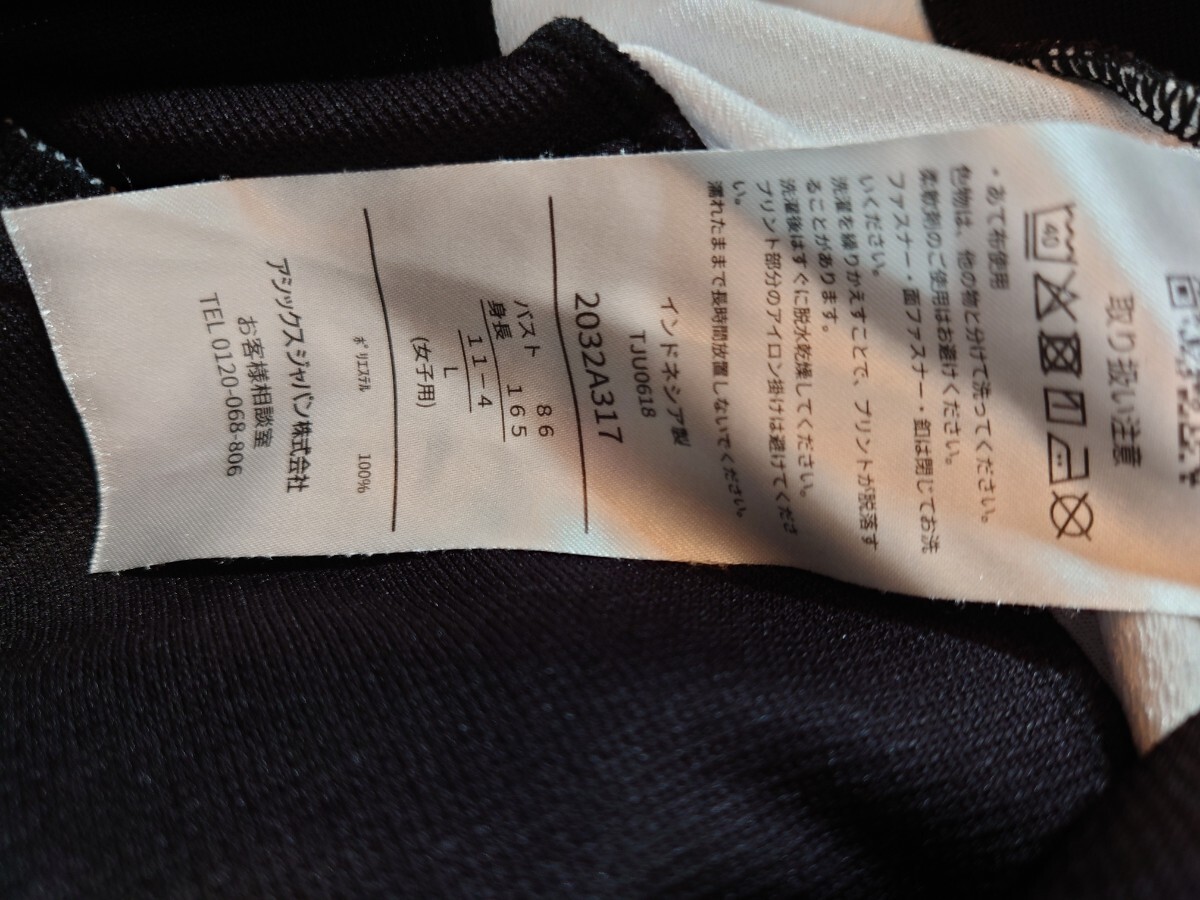 取り扱い注意
40
・あて布使用
色物は、他の物と分けて洗ってください。
柔軟剤のご使用はお避けください。
ファスナー・面ファスナー・釦は閉じてお洗
いください。
洗濯を繰りかえすことで、プリントが脱落す
ることがあります。
洗濯後はすぐに脱水乾燥してください。
プリント部分のアイロン掛けは避けてくださ
い。
濡れたままで長時間放置しないでください。
インドネシア製
TJU0618
2032A317
バスト 86
身長 165
11-4
L
(女子用)
ポリエステル 100%
アシックスジャパン株式会社
お客様相談室
TEL 0120-068-806